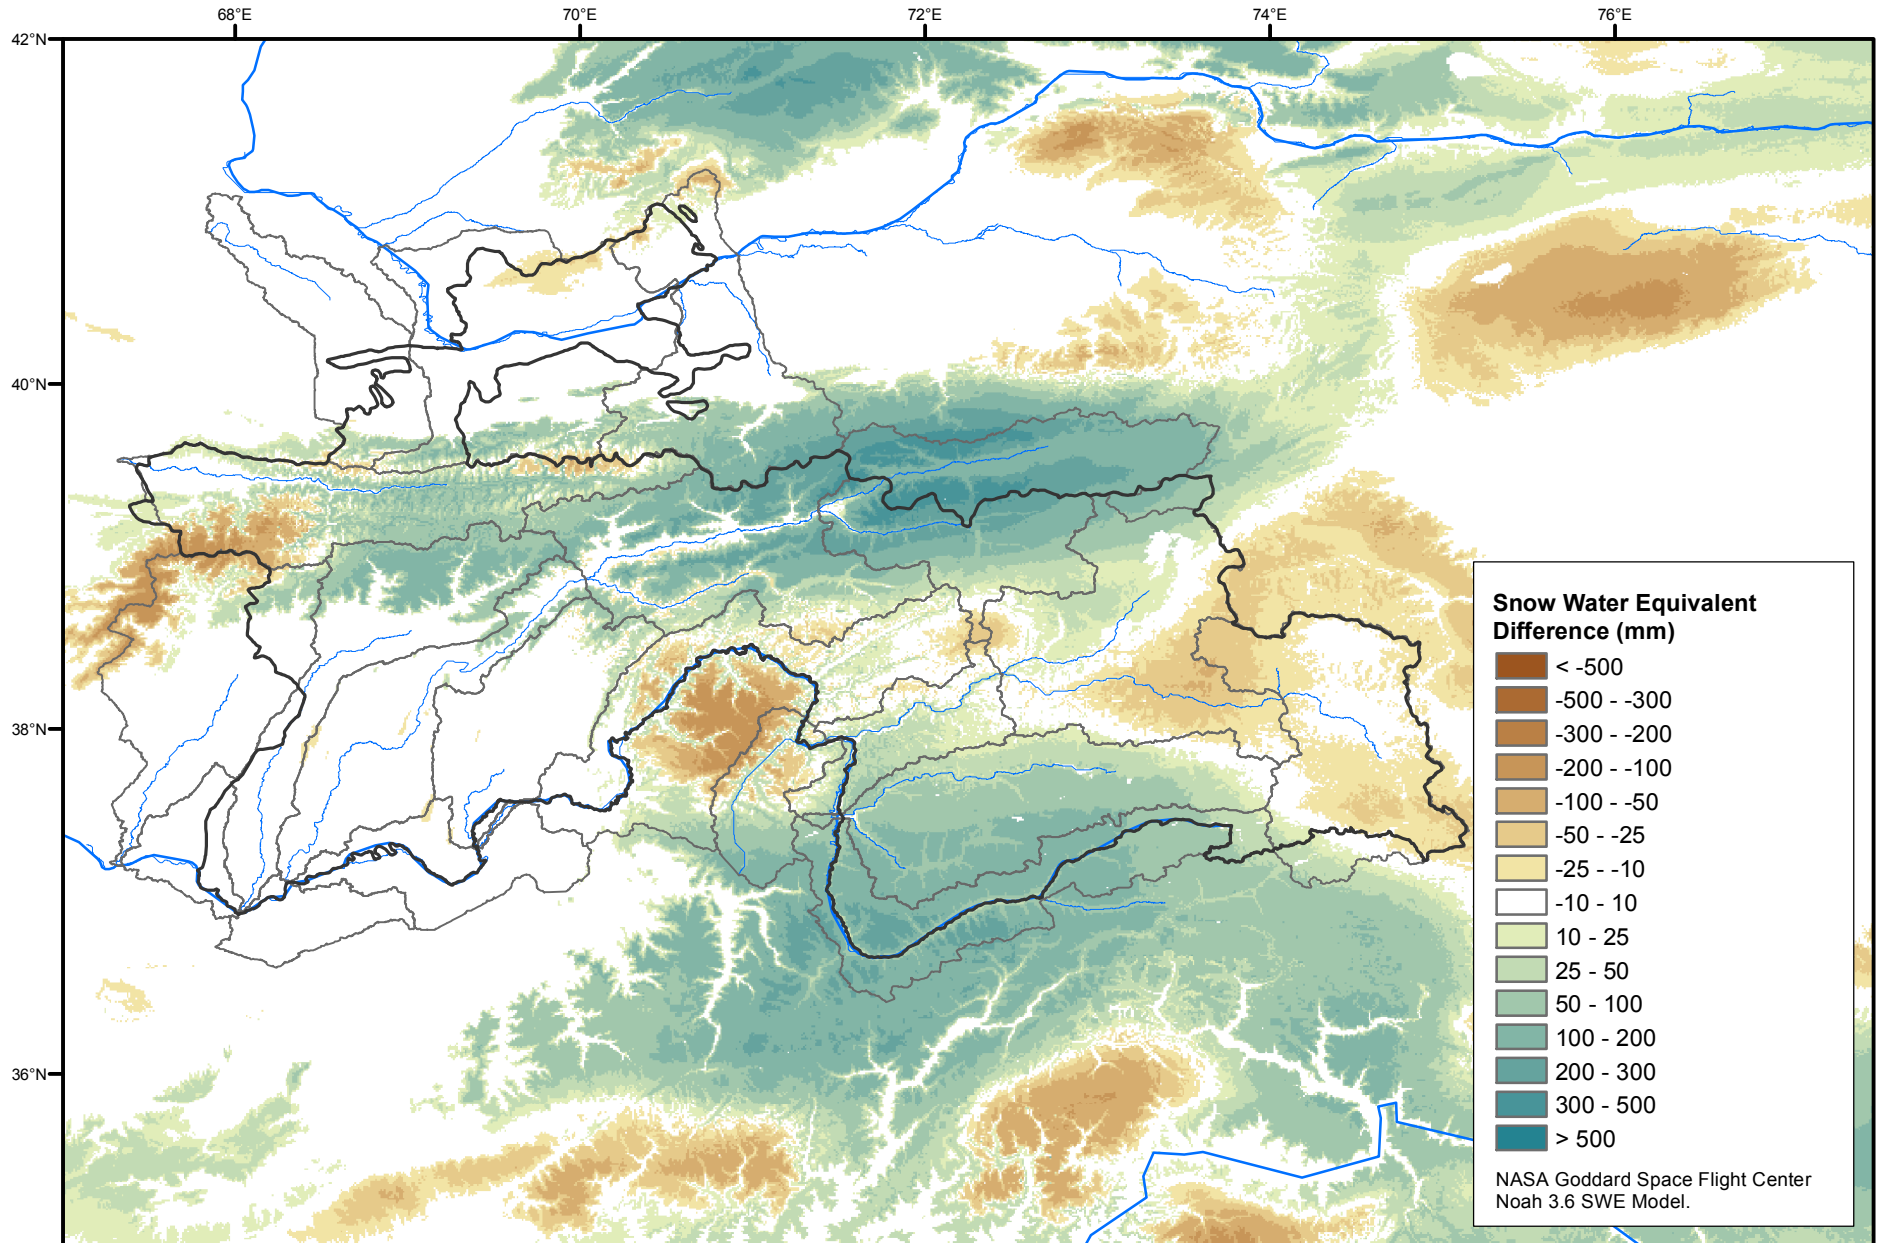 68°E
70°E
72°E
74°E
76°E
42°N
40°N
38°N
36°N
Snow Water Equivalent
Difference (mm)
< -500
-500 - -300
-300 - -200
-200 - -100
-100 - -50
-50 - -25
-25 - -10
-10 - 10
10 - 25
25 - 50
50 - 100
100 - 200
200 - 300
300 - 500
> 500
NASA Goddard Space Flight Center
Noah 3.6 SWE Model.